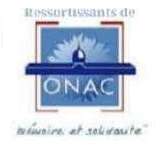 Ressortissants de
ONAC
mémoire et solidarité"